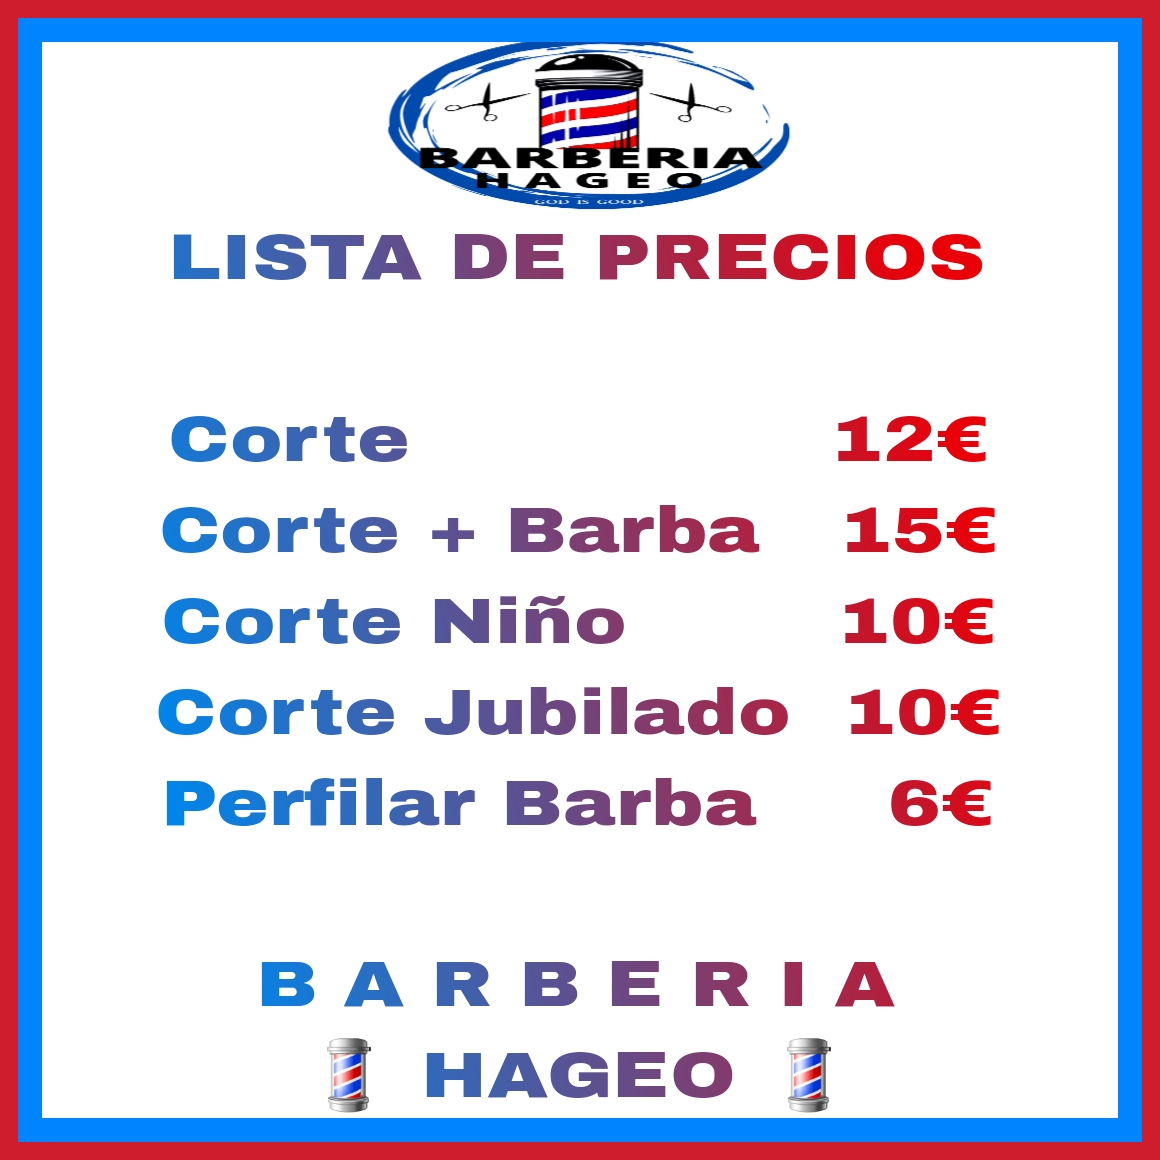 BARBERIA
HAGEO
GOD IS GOOD
LISTA DE PRECIOS
Corte 12€
Corte + Barba 15€
Corte Niño 10€
Corte Jubilado 10€
Perfilar Barba 6€
BARBERIA
💈 HAGEO 💈